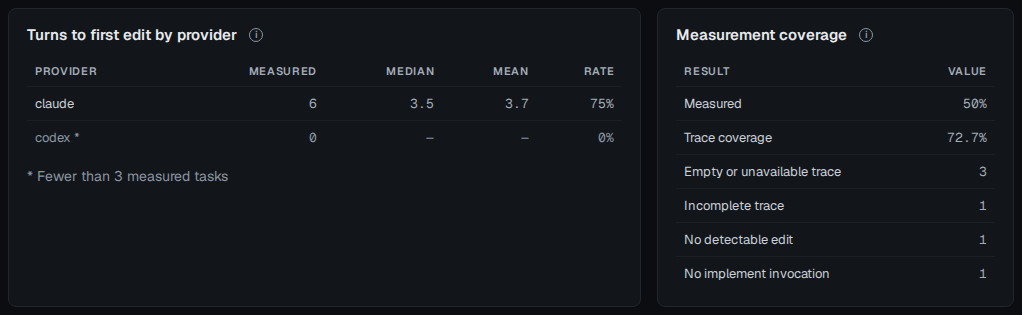 Turns to first edit by provider
PROVIDER MEASURED MEDIAN MEAN RATE
claude 6 3.5 3.7 75%
codex * 0 — — 0%
* Fewer than 3 measured tasks
Measurement coverage
RESULT VALUE
Measured 50%
Trace coverage 72.7%
Empty or unavailable trace 3
Incomplete trace 1
No detectable edit 1
No implement invocation 1